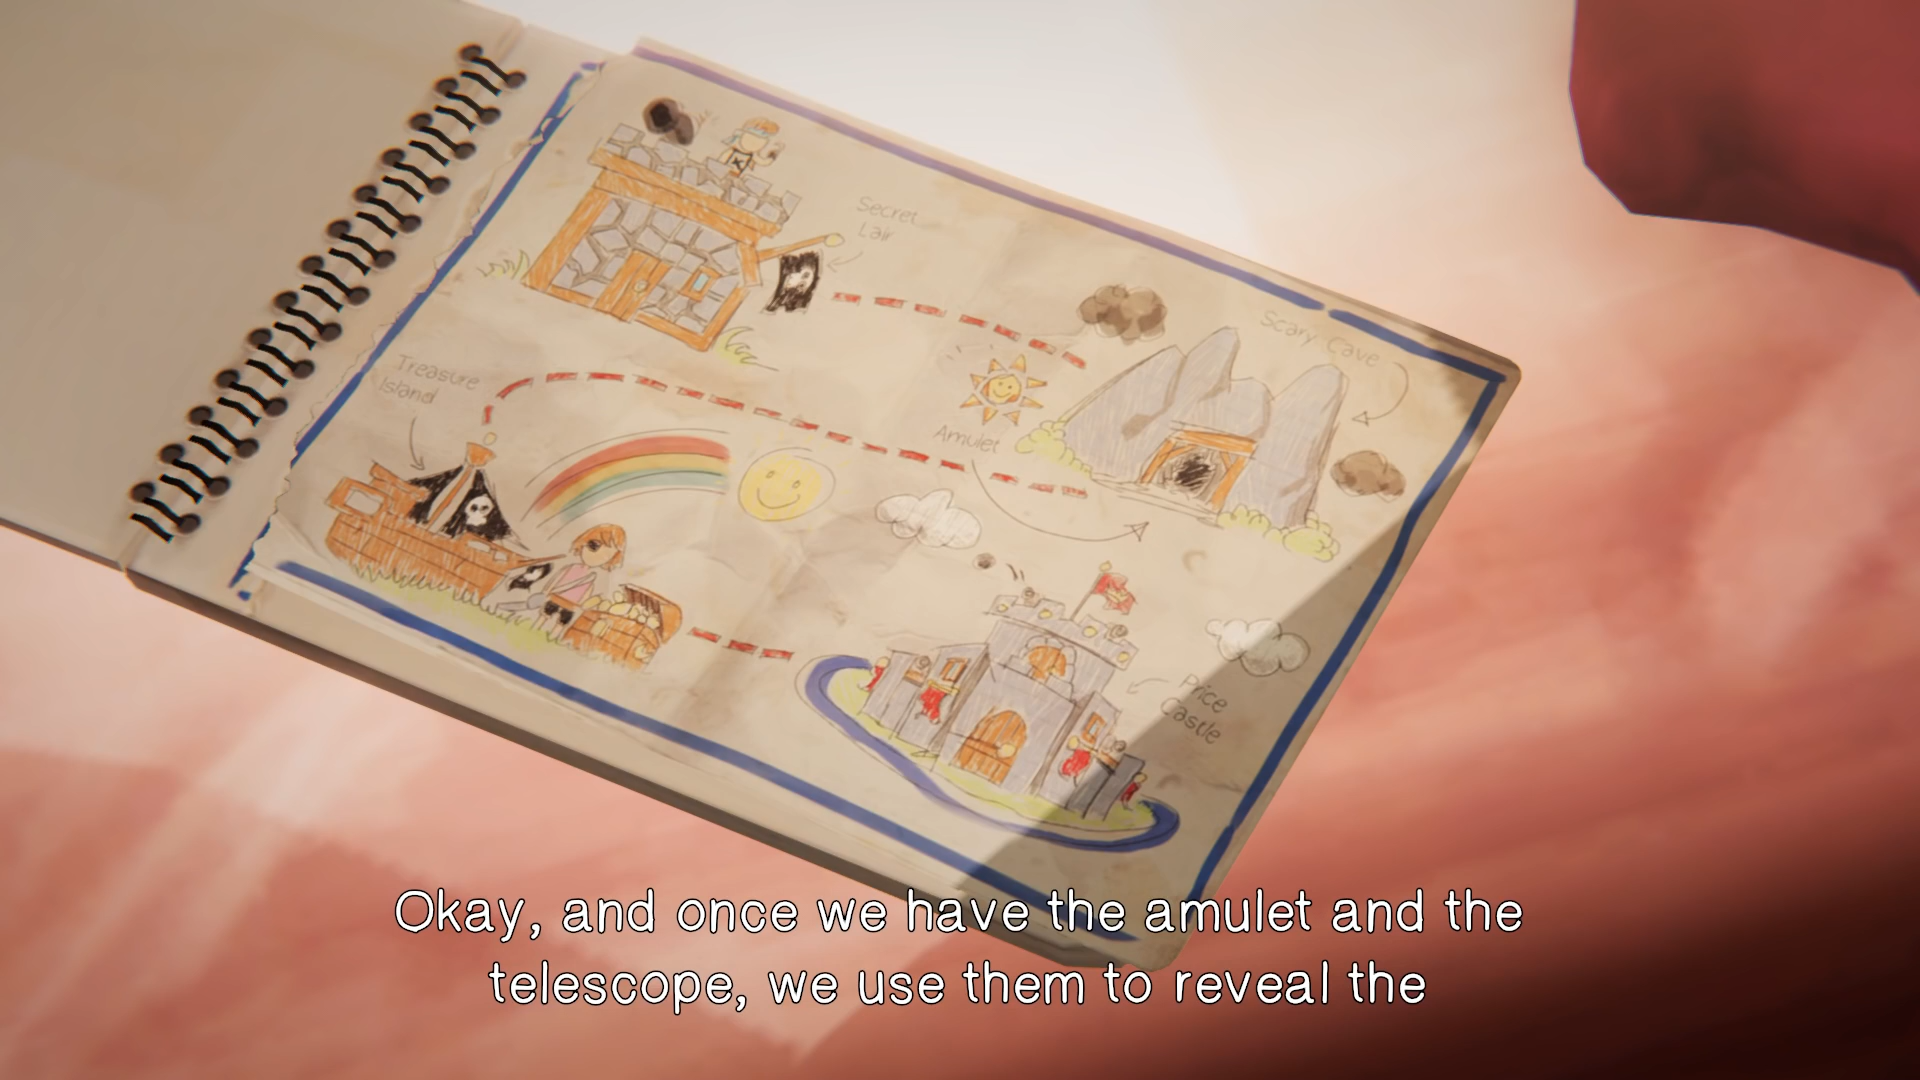 Secret
Lair
Scary Cave
Treasure
Island
Amulet
Price
Castle
Okay, and once we have the amulet and the
telescope, we use them to reveal the